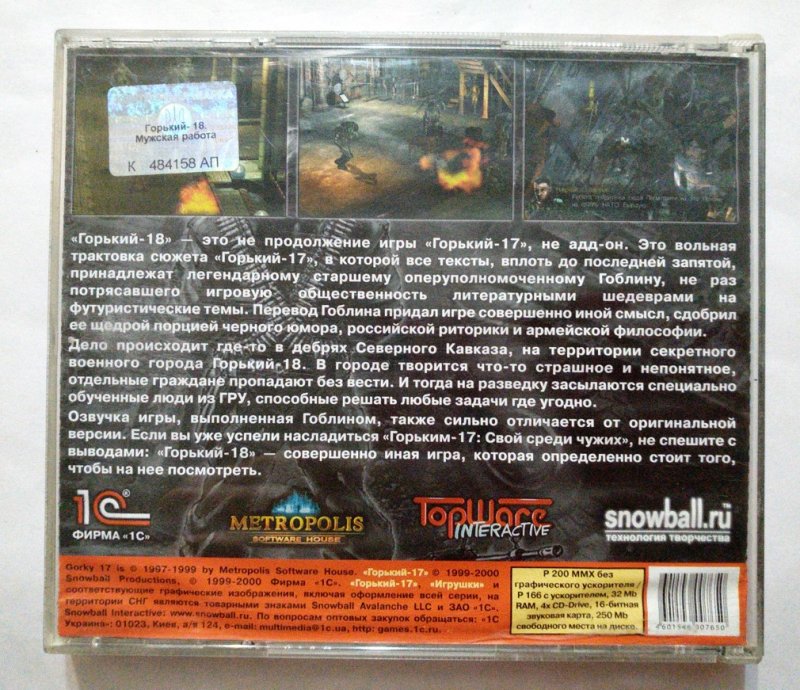 Горький- 18.
Мужская работа
К 484158 АП
«Горький-18» — это не продолжение игры «Горький-17», не адд-он. Это вольная
трактовка сюжета «Горький-17», в которой все тексты, вплоть до последней запятой,
принадлежат легендарному старшему оперуполномоченному Гоблину, не раз
потрясавшего игровую общественность литературными шедеврами на
футуристические темы. Перевод Гоблина придал игре совершенно иной смысл, сдобрил
ее щедрой порцией черного юмора, российской риторики и армейской философии.
Дело происходит где-то в дебрях Северного Кавказа, на территории секретного
военного города Горький-18. В городе творится что-то страшное и непонятное,
отдельные граждане пропадают без вести. И тогда на разведку засылаются специально
обученные люди из ГРУ, способные решать любые задачи где угодно.
Озвучка игры, выполненная Гоблином, также сильно отличается от оригинальной
версии. Если вы уже успели насладиться «Горьким-17: Свой среди чужих», не спешите с
выводами: «Горький-18» — совершенно иная игра, которая определенно стоит того,
чтобы на нее посмотреть.
1С®
ФИРМА «1С»
METROPOLIS
SOFTWARE HOUSE
TopWare
INTERACTIVE
snowball.ru™
технология творчества
Gorky 17 is © 1997-1999 by Metropolis Software House. «Горький-17» © 1999-2000
Snowball Productions, © 1999-2000 Фирма «1С». «Горький-17», «Игрушки» и
соответствующие графические изображения, включая оформление всей серии, на
территории СНГ являются товарными знаками Snowball Avalanche LLC и ЗАО «1С».
Snowball Interactive: www.snowball.ru. По вопросам оптовых закупок обращаться: «1С
Украина»: 01023, Киев, а/я 124, e-mail: multimedia@1c.ua, http: games.1c.ru.
P 200 MMX без
графического ускорителя /
P 166 с ускорителем, 32 Mb
RAM, 4x CD-Drive, 16-битная
звуковая карта, 250 Mb
свободного места на диске.
4601546 307650